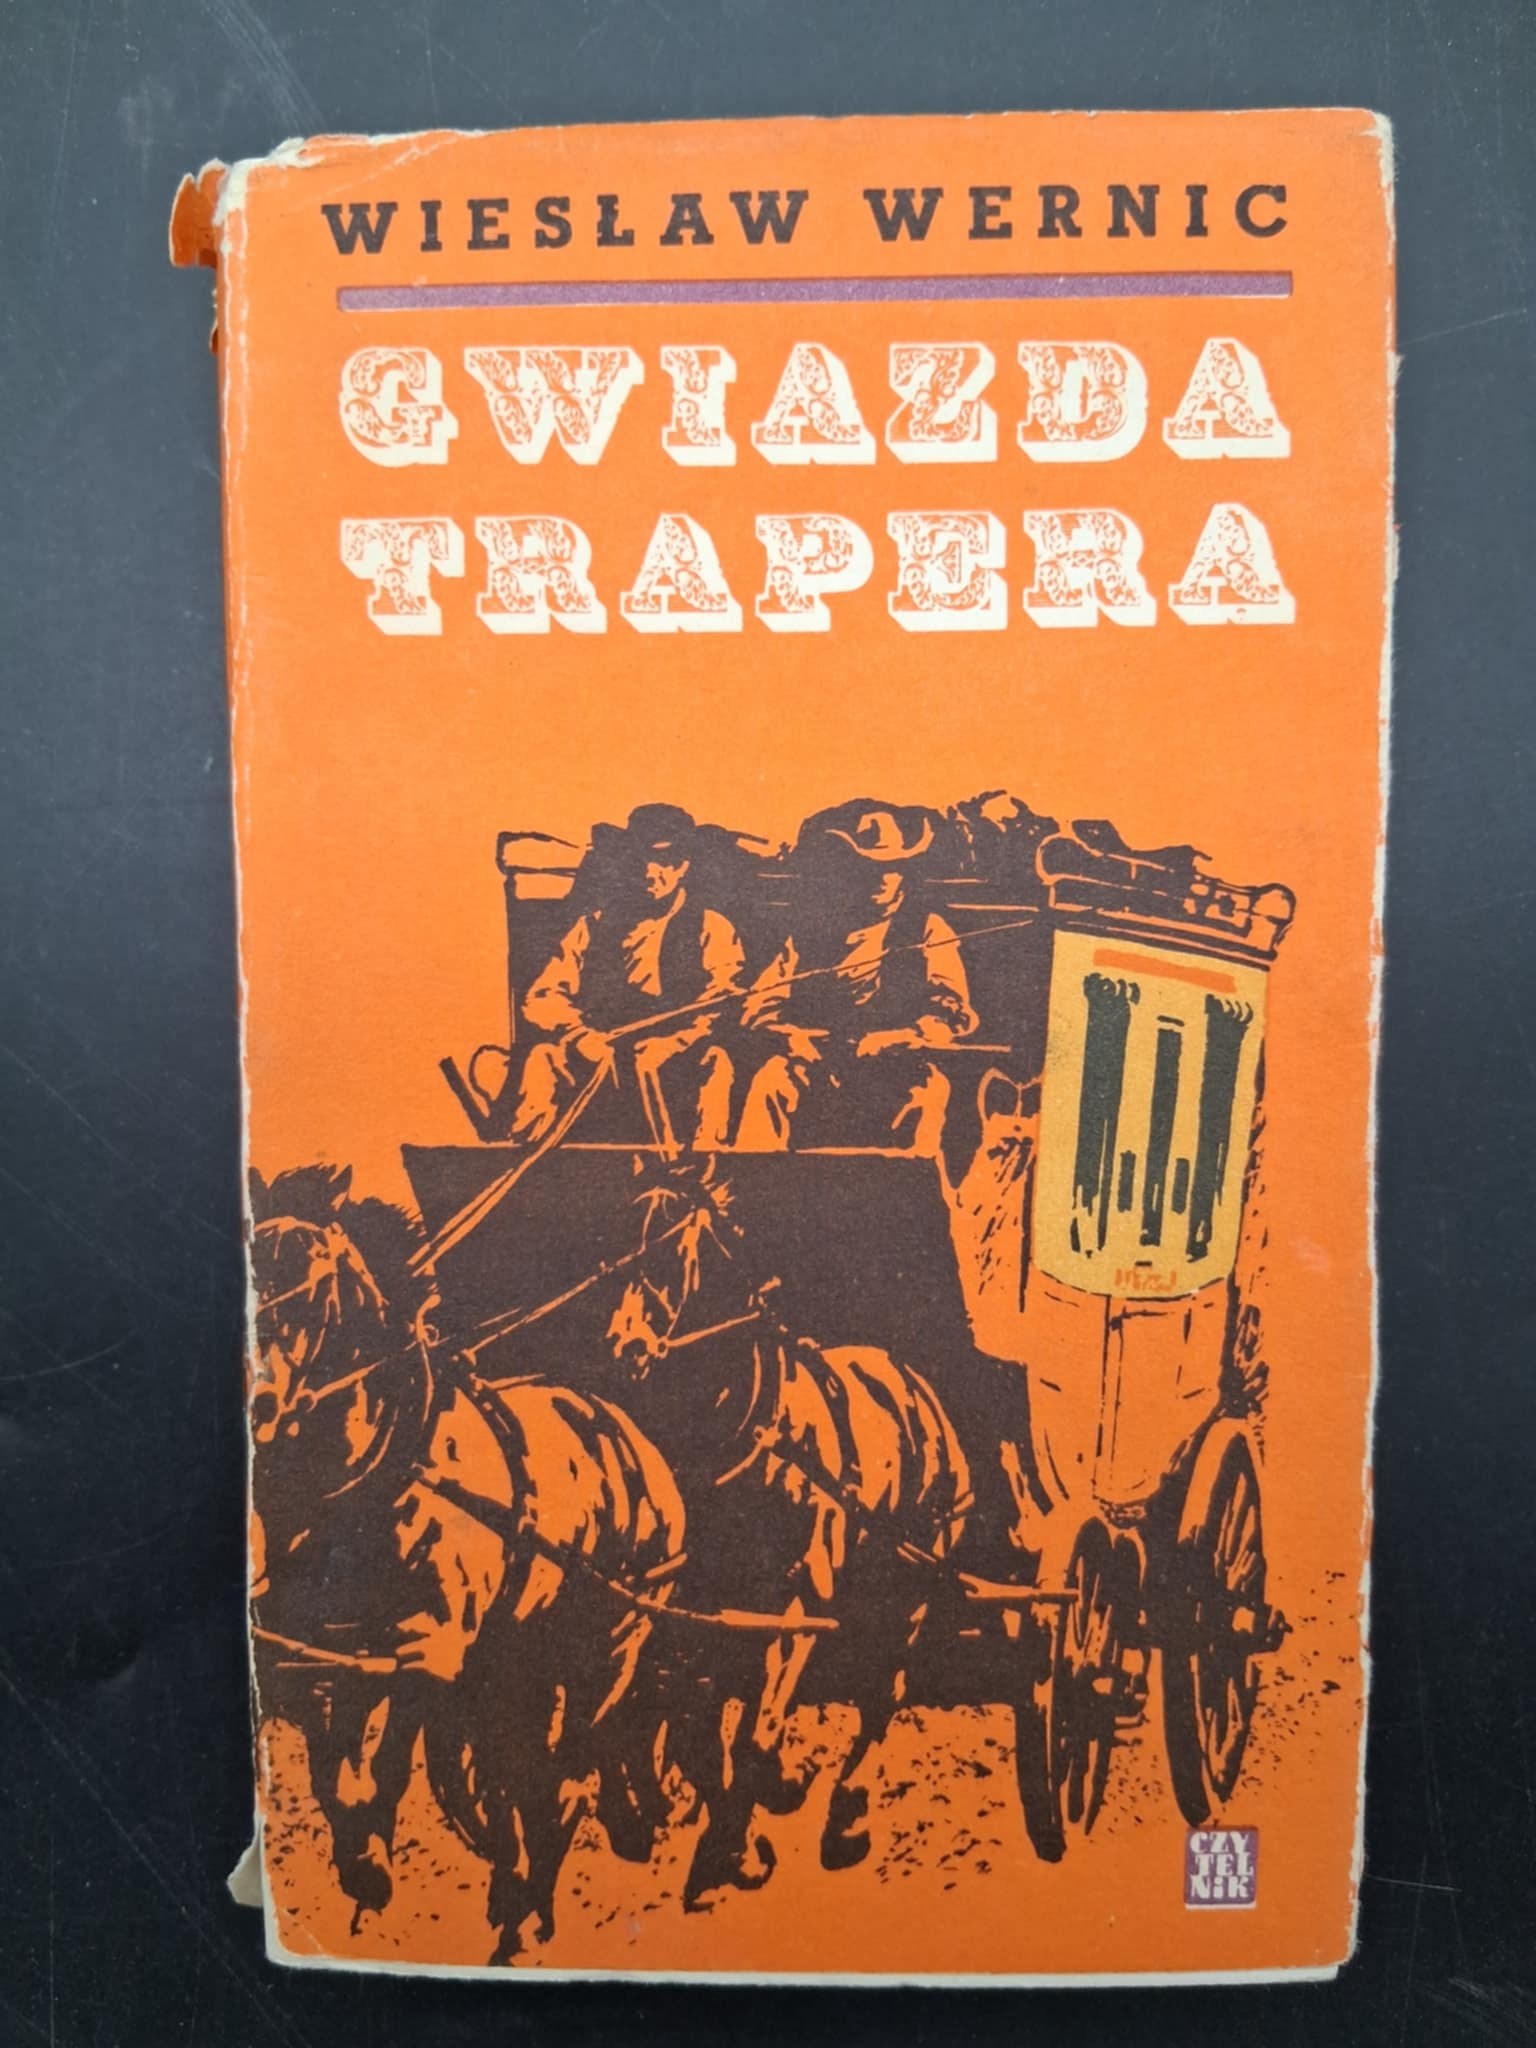 WIESŁAW WERNIC
GWIAZDA
TRAPERA
CZY
TEL
NiK